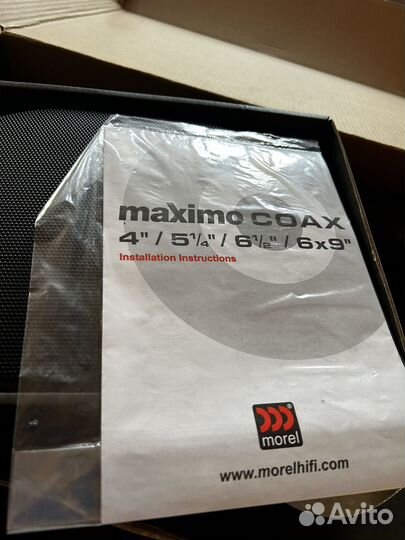 maximo COAX
4" / 5¼" / 6½" / 6x9"
Installation Instructions
morel®
www.morelhifi.com
Avito